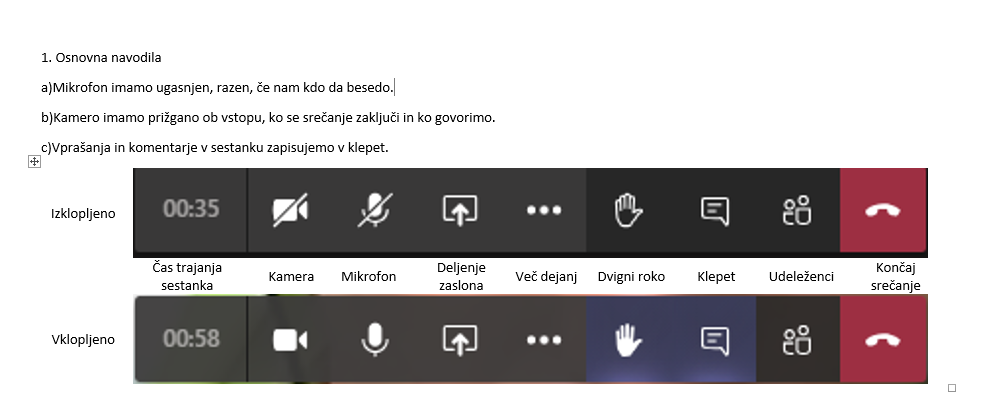 1. Osnovna navodila
a)Mikrofon imamo ugasnjen, razen, če nam kdo da besedo.
b)Kamero imamo prižgano ob vstopu, ko se srečanje zaključi in ko govorimo.
c)Vprašanja in komentarje v sestanku zapisujemo v klepet.
Izklopljeno
00:35
Čas trajanja
sestanka
Kamera
Mikrofon
Deljenje
zaslona
Več dejanj
Dvigni roko
Klepet
Udeleženci
Končaj
srečanje
Vklopljeno
00:58